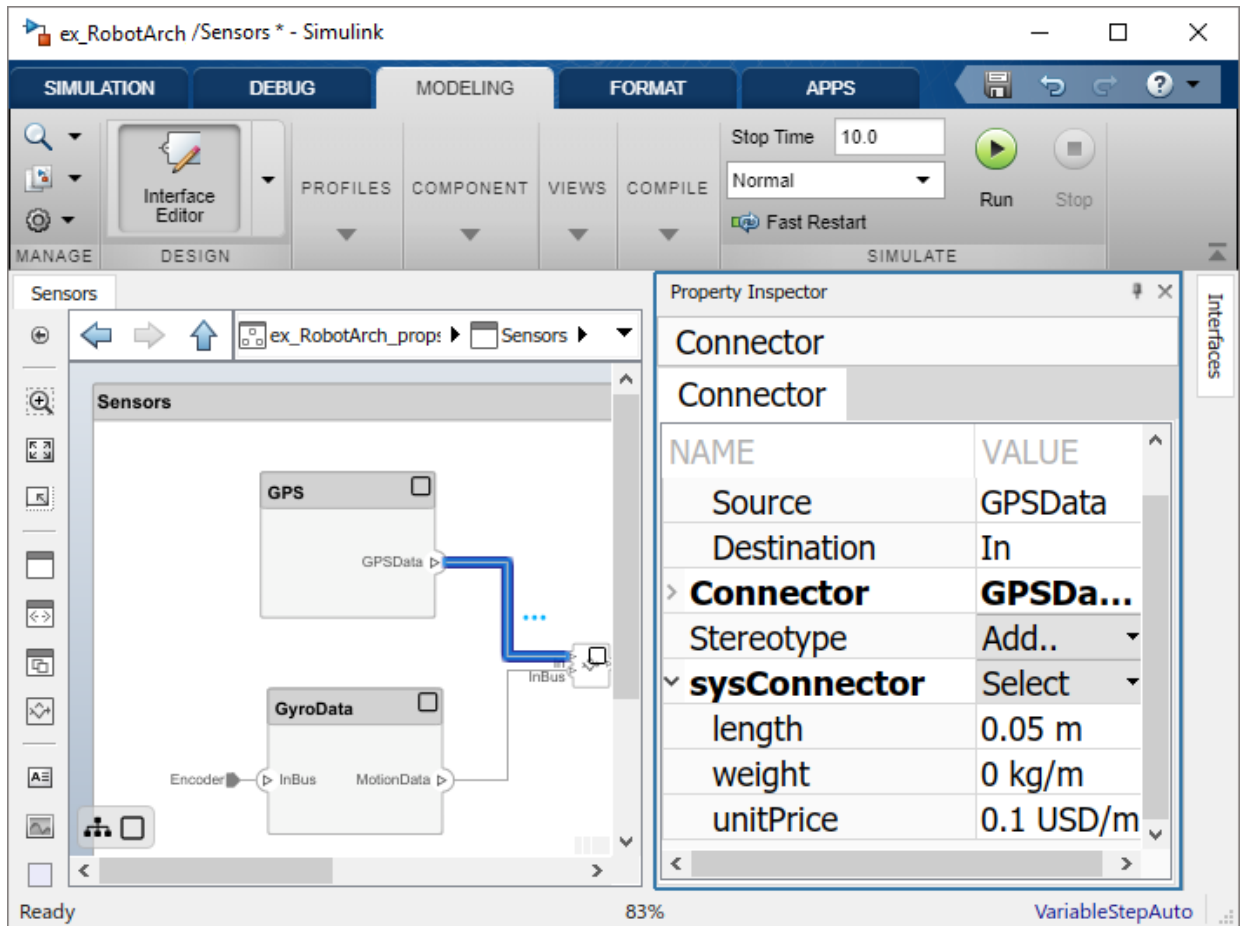 ex_RobotArch /Sensors * - Simulink
SIMULATION
DEBUG
MODELING
FORMAT
APPS
Interface
Editor
PROFILES
COMPONENT
VIEWS
COMPILE
Stop Time
10.0
Normal
Fast Restart
Run
Stop
MANAGE
DESIGN
SIMULATE
Sensors
ex_RobotArch_prop
Sensors
Sensors
GPS
GPSData
In
InBus
GyroData
Encoder
InBus
MotionData
Property Inspector
Connector
Connector
NAME VALUE
Source GPSData
Destination In
Connector GPSDa...
Stereotype Add..
sysConnector Select
length 0.05 m
weight 0 kg/m
unitPrice 0.1 USD/m
Interfaces
Ready
83%
VariableStepAuto